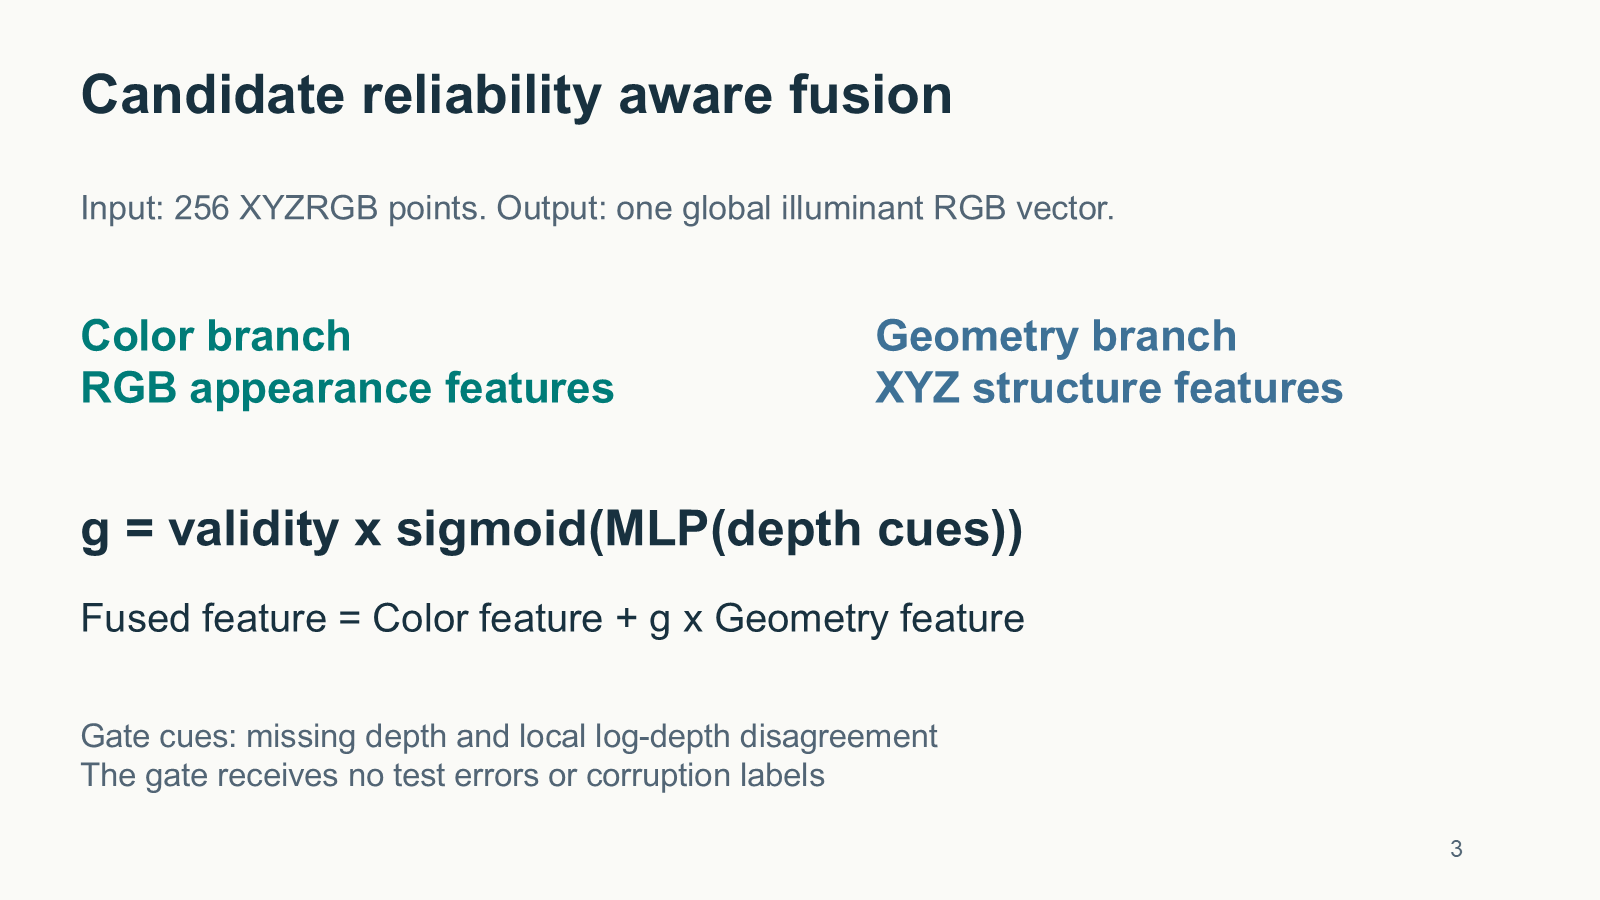 Candidate reliability aware fusion
Input: 256 XYZRGB points. Output: one global illuminant RGB vector.
Color branch
RGB appearance features
Geometry branch
XYZ structure features
g = validity x sigmoid(MLP(depth cues))
Fused feature = Color feature + g x Geometry feature
Gate cues: missing depth and local log-depth disagreement
The gate receives no test errors or corruption labels
3